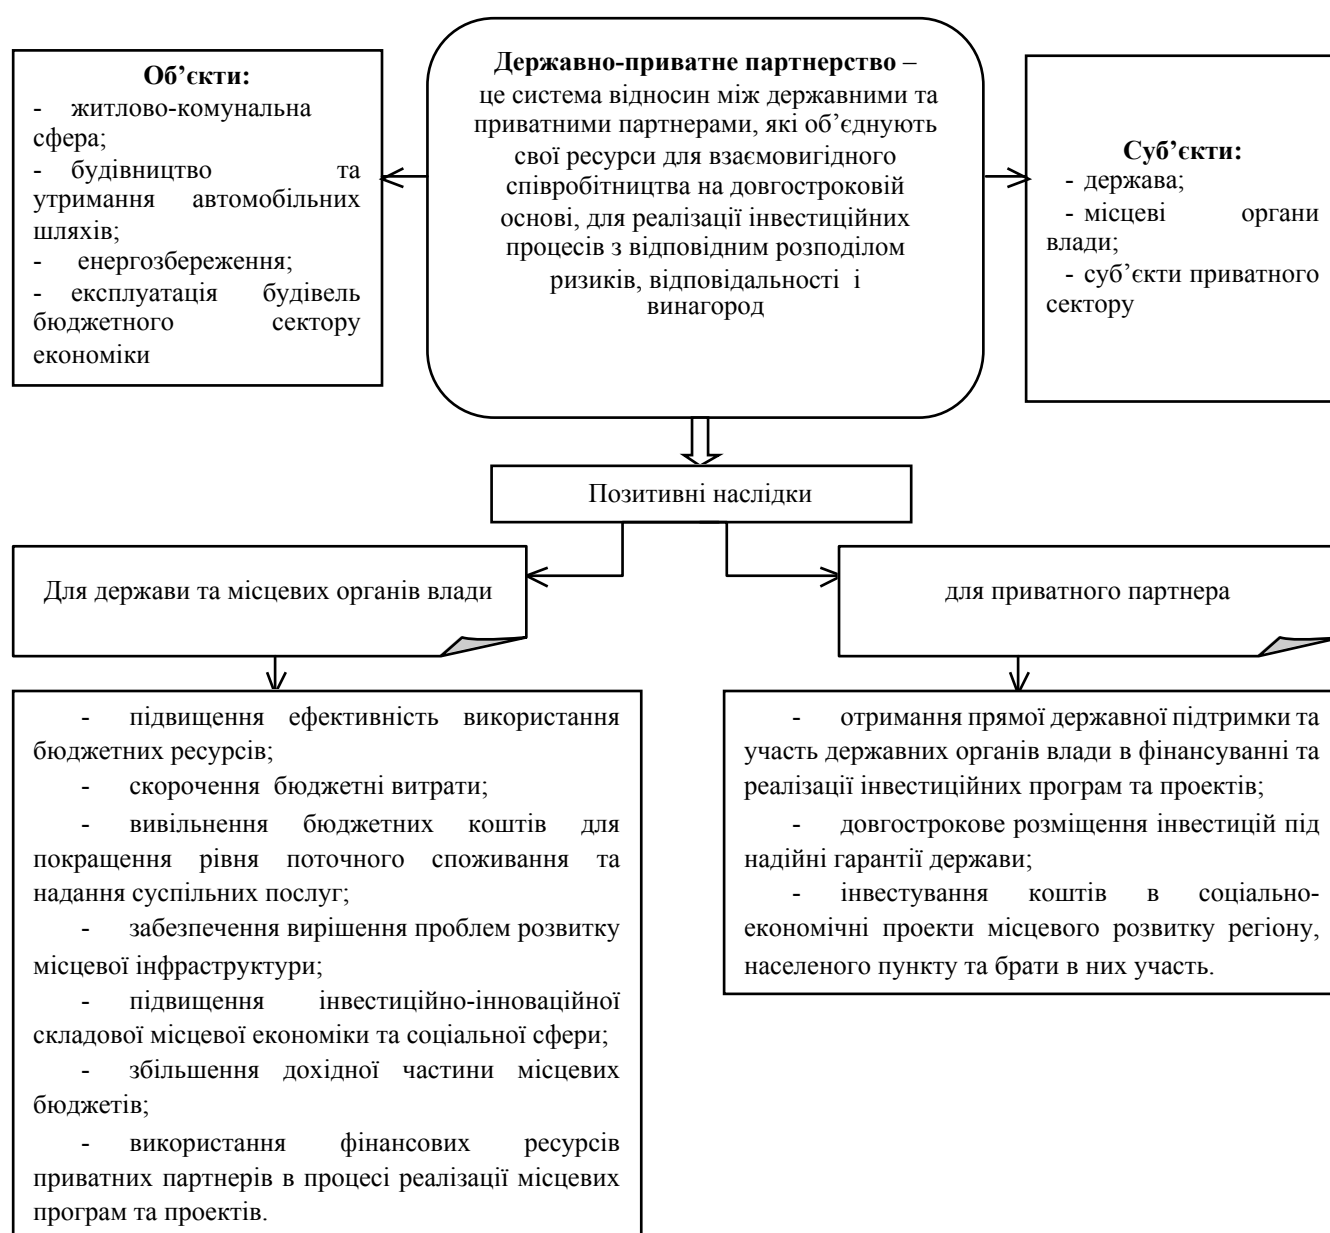 Об’єкти:
- житлово-комунальна
сфера;
- будівництво та
утримання автомобільних
шляхів;
- енергозбереження;
- експлуатація будівель
бюджетного сектору
економіки
Державно-приватне партнерство –
це система відносин між державними та
приватними партнерами, які об’єднують
свої ресурси для взаємовигідного
співробітництва на довгостроковій
основі, для реалізації інвестиційних
процесів з відповідним розподілом
ризиків, відповідальності і
винагород
Суб’єкти:
- держава;
- місцеві органи
влади;
- суб’єкти приватного
сектору
Позитивні наслідки
Для держави та місцевих органів влади
для приватного партнера
- підвищення ефективність використання
бюджетних ресурсів;
- скорочення бюджетні витрати;
- вивільнення бюджетних коштів для
покращення рівня поточного споживання та
надання суспільних послуг;
- забезпечення вирішення проблем розвитку
місцевої інфраструктури;
- підвищення інвестиційно-інноваційної
складової місцевої економіки та соціальної сфери;
- збільшення дохідної частини місцевих
бюджетів;
- використання фінансових ресурсів
приватних партнерів в процесі реалізації місцевих
програм та проектів.
- отримання прямої державної підтримки та
участь державних органів влади в фінансуванні та
реалізації інвестиційних програм та проектів;
- довгострокове розміщення інвестицій під
надійні гарантії держави;
- інвестування коштів в соціально-
економічні проекти місцевого розвитку регіону,
населеного пункту та брати в них участь.